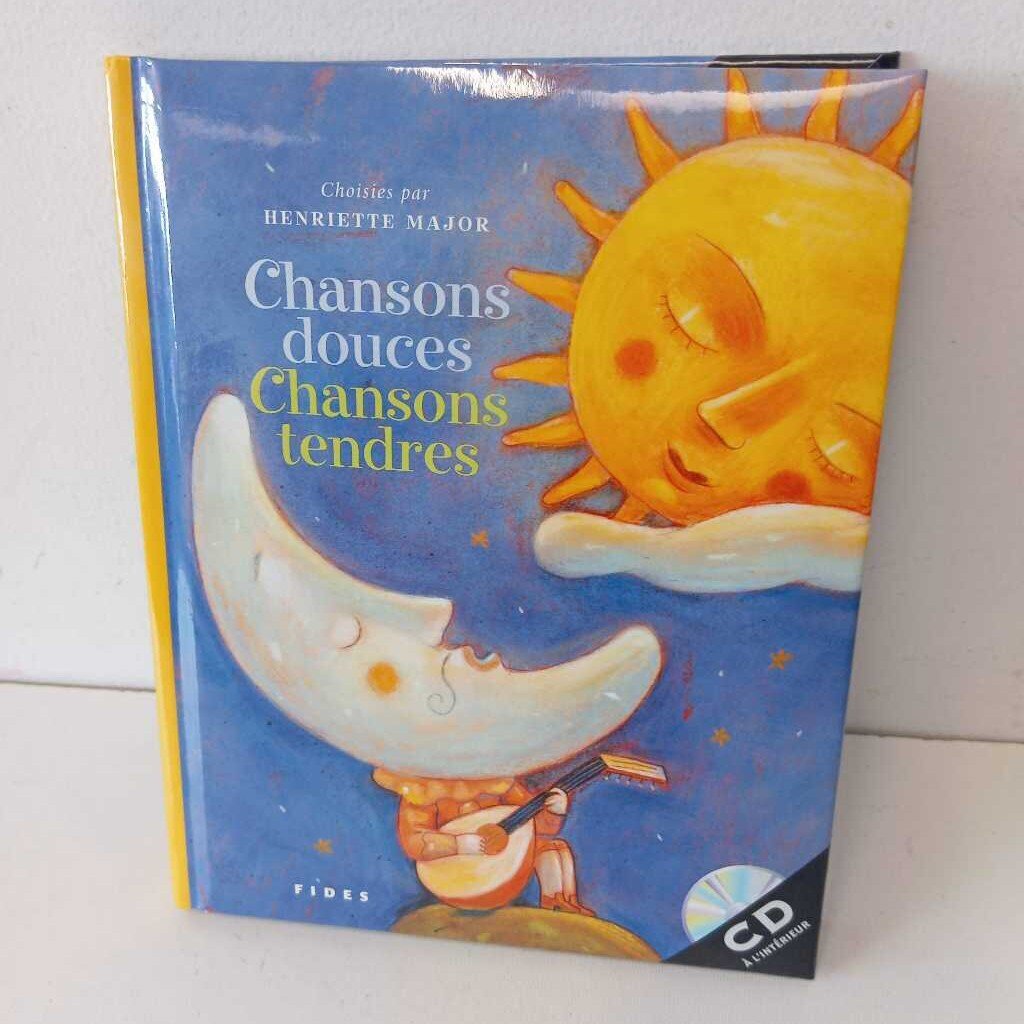 Choisies par
HENRIETTE MAJOR
Chansons
douces
Chansons
tendres
FIDES
CD
À L'INTÉRIEUR